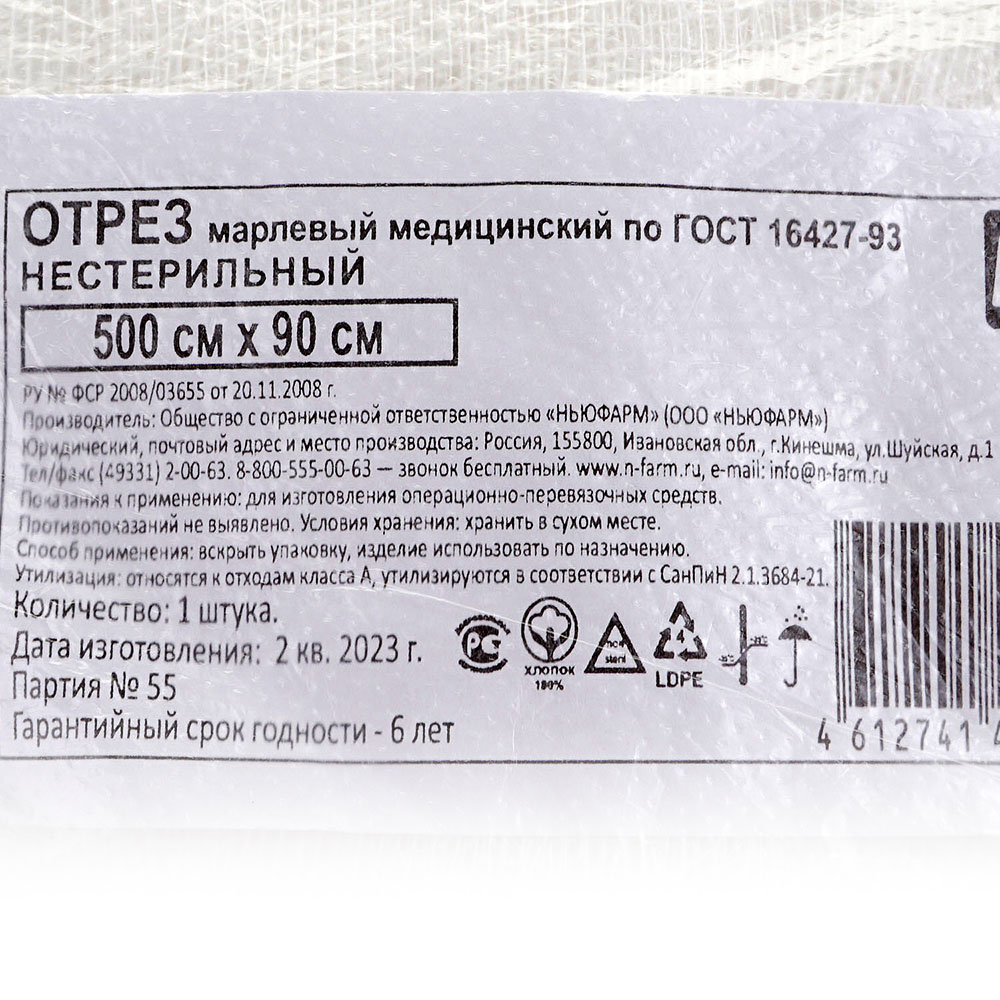 ОТРЕЗ марлевый медицинский по ГОСТ 16427-93
НЕСТЕРИЛЬНЫЙ
500 см х 90 см
РУ № ФСР 2008/03655 от 20.11.2008 г.
Производитель: Общество с ограниченной ответственностью «НЬЮФАРМ» (ООО «НЬЮФАРМ»)
Юридический, почтовый адрес и место производства: Россия, 155800, Ивановская обл., г.Кинешма, ул.Шуйская, д.1
Тел/факс (49331) 2-00-63. 8-800-555-00-63 — звонок бесплатный. www.n-farm.ru, e-mail: info@n-farm.ru
Показания к применению: для изготовления операционно-перевязочных средств.
Противопоказаний не выявлено. Условия хранения: хранить в сухом месте.
Способ применения: вскрыть упаковку, изделие использовать по назначению.
Утилизация: относятся к отходам класса А, утилизируются в соответствии с СанПиН 2.1.3684-21.
Количество: 1 штука.
Дата изготовления: 2 кв. 2023 г.
Партия № 55
Гарантийный срок годности - 6 лет
РСТ
ХЛОПОК
100%
non
steril
4
LDPE
4 612741